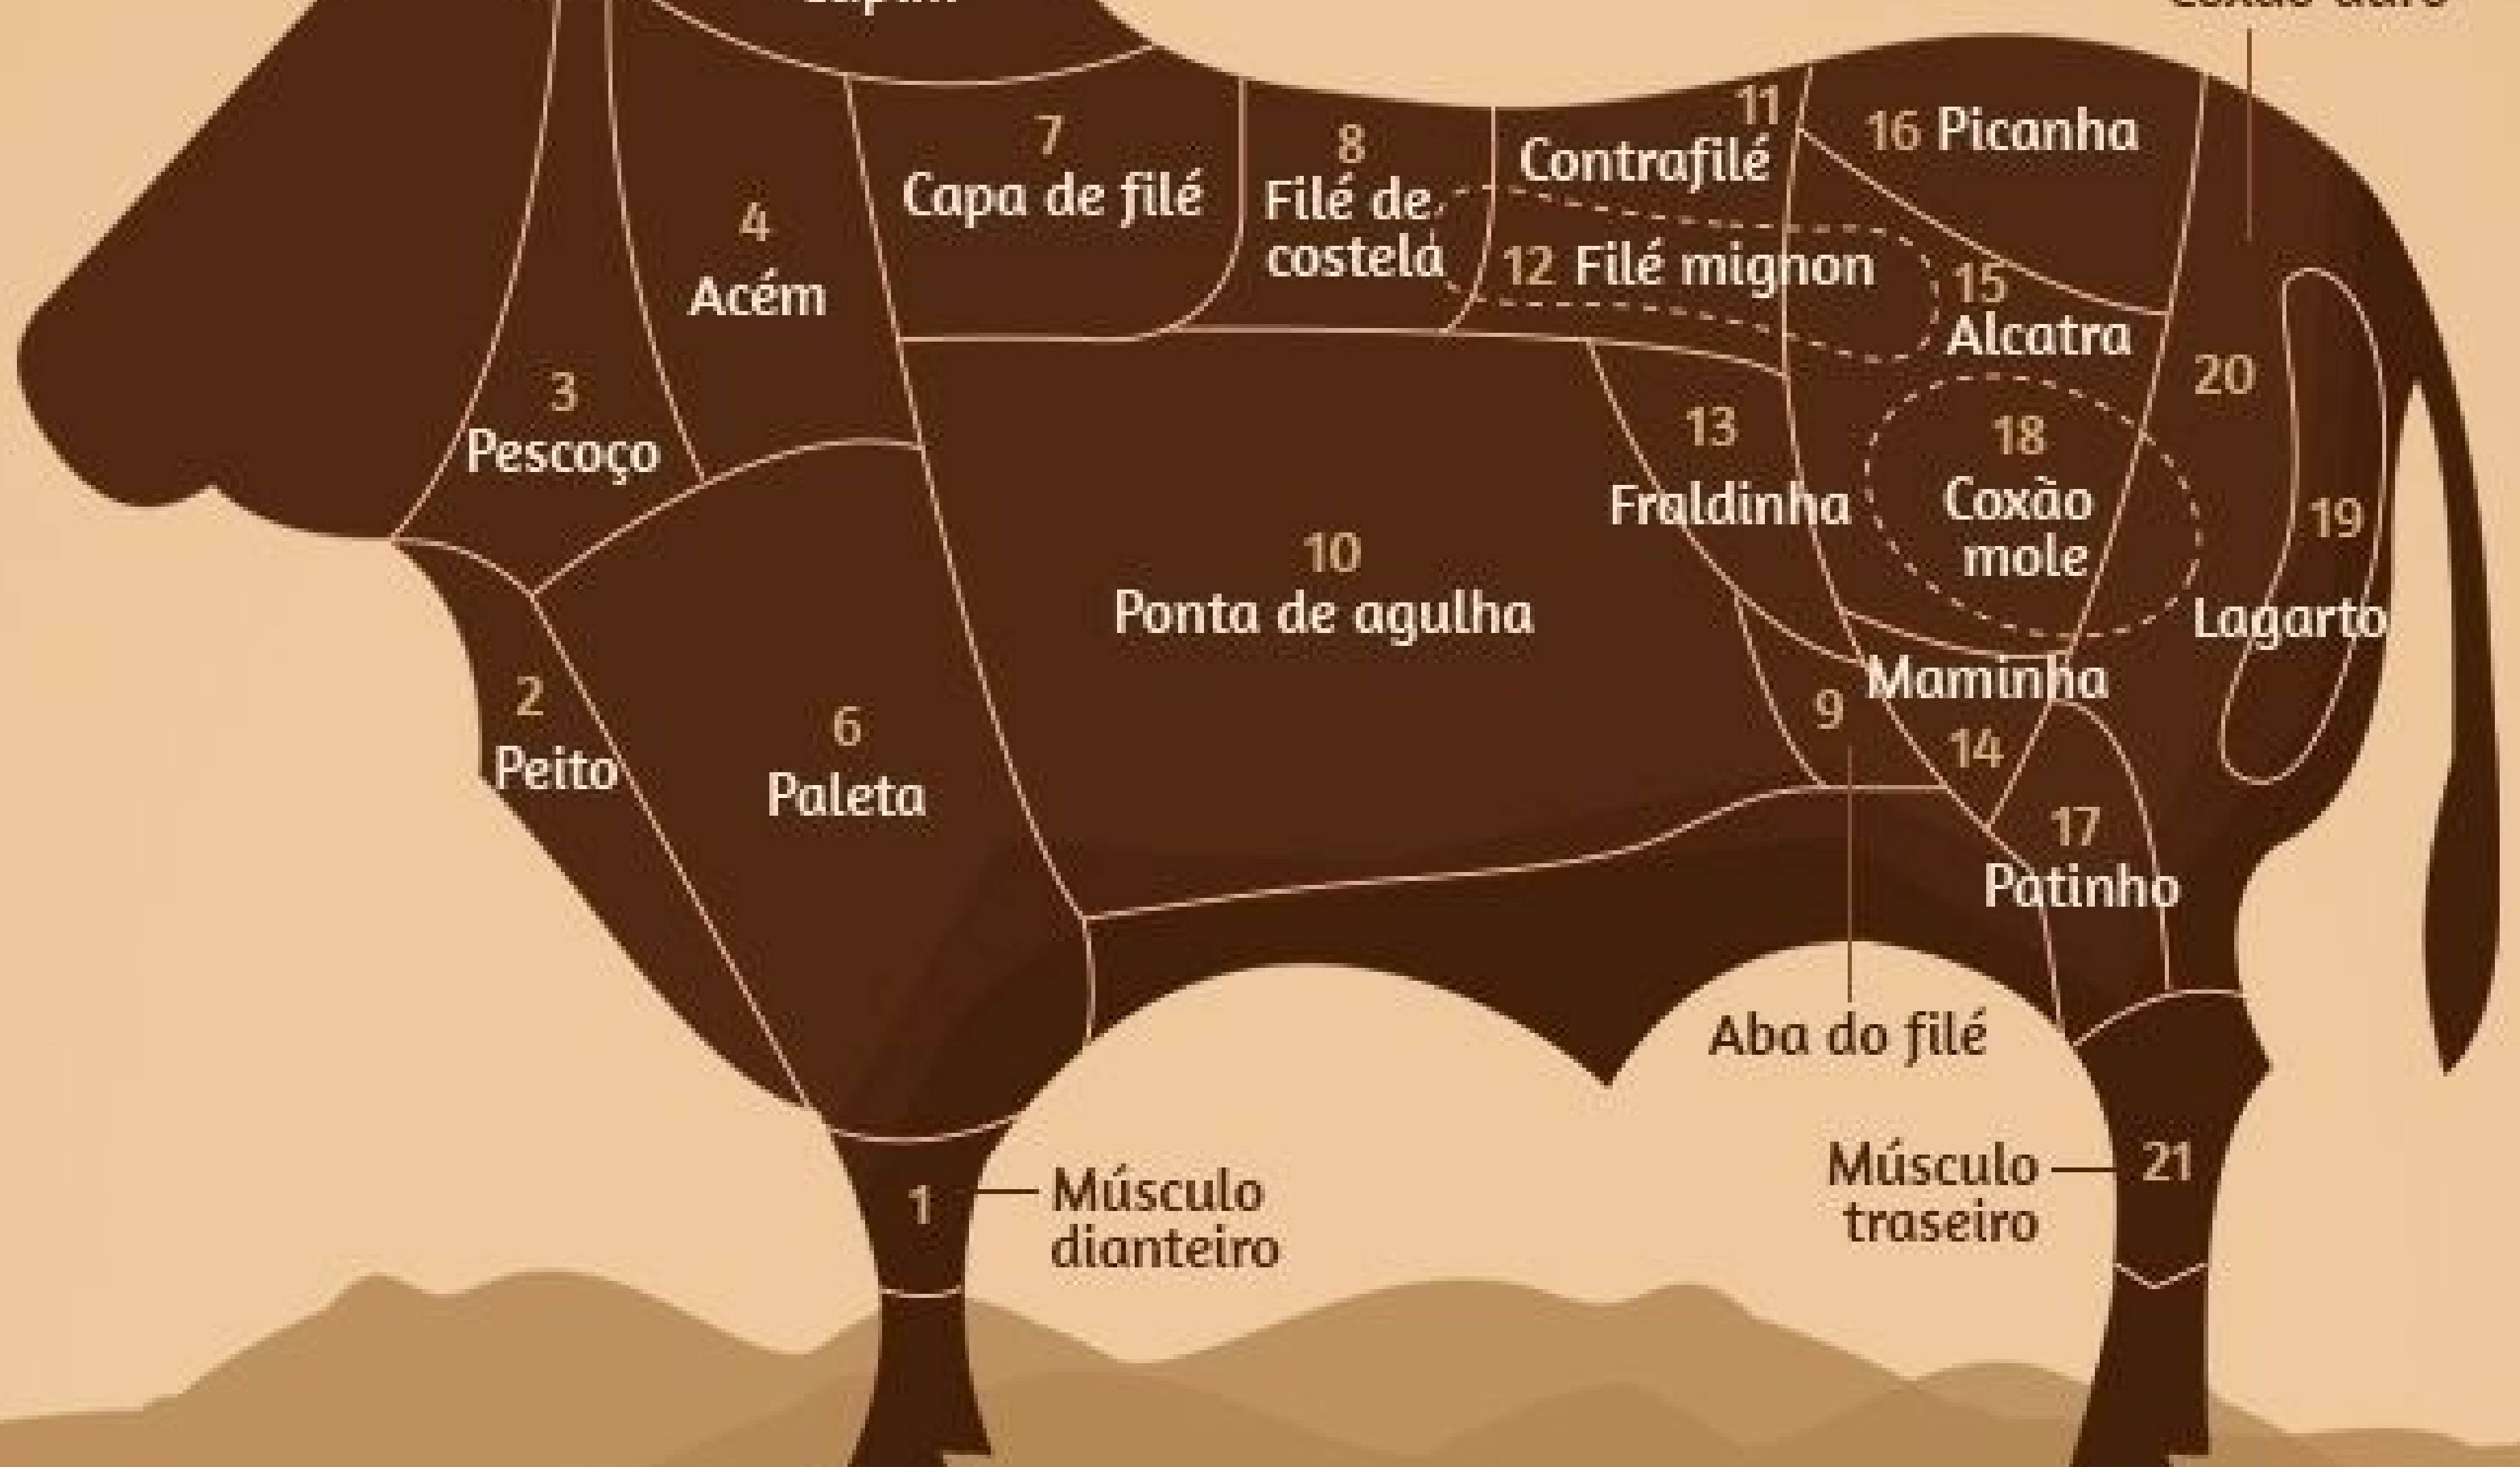 7
Capa de filé
8
Filé de
costela
11
Contrafilé
16 Picanha
4
Acém
12 Filé mignon
15
Alcatra
3
Pescoço
13
Fraldinha
18
Coxão
mole
20
19
Lagarto
10
Ponta de agulha
2
Peito
6
Paleta
9
Maminha
14
17
Patinho
Aba do filé
1
Músculo
dianteiro
Músculo
traseiro
21